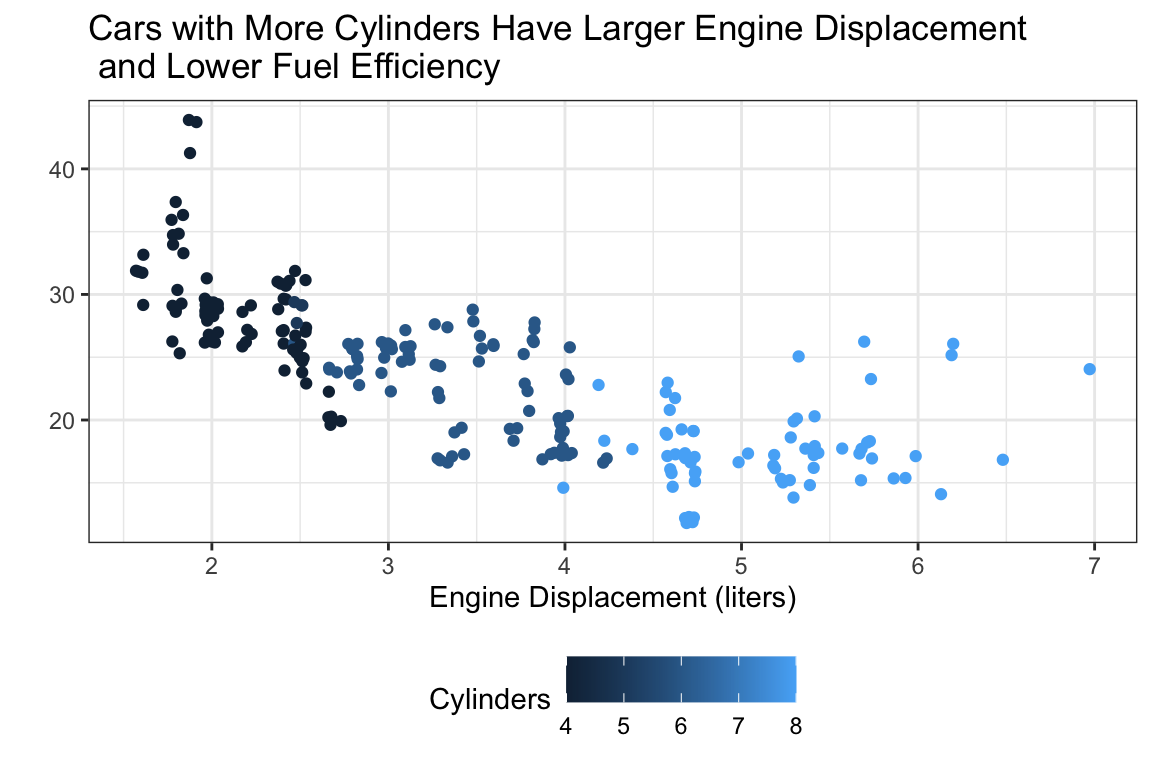 Cars with More Cylinders Have Larger Engine Displacement
and Lower Fuel Efficiency
40
30
20
2 3 4 5 6 7
Engine Displacement (liters)
Cylinders
4 5 6 7 8